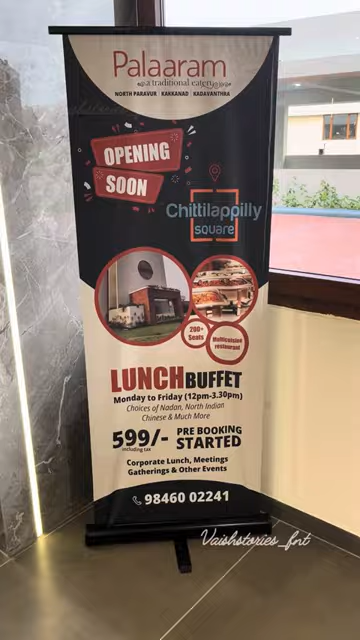 Palaaram
a traditional eatery
NORTH PARAVUR | KAKKANAD | KADAVANTHRA
OPENING
SOON
Chittilappilly
square
200+
Seats
Multicuisine
restaurant
LUNCH BUFFET
Monday to Friday (12pm-3.30pm)
Choices of Nadan, North Indian
Chinese & Much More
599/-
including tax
PRE BOOKING
STARTED
Corporate Lunch, Meetings
Gatherings & Other Events
98460 02241
Vaishstories_fnt